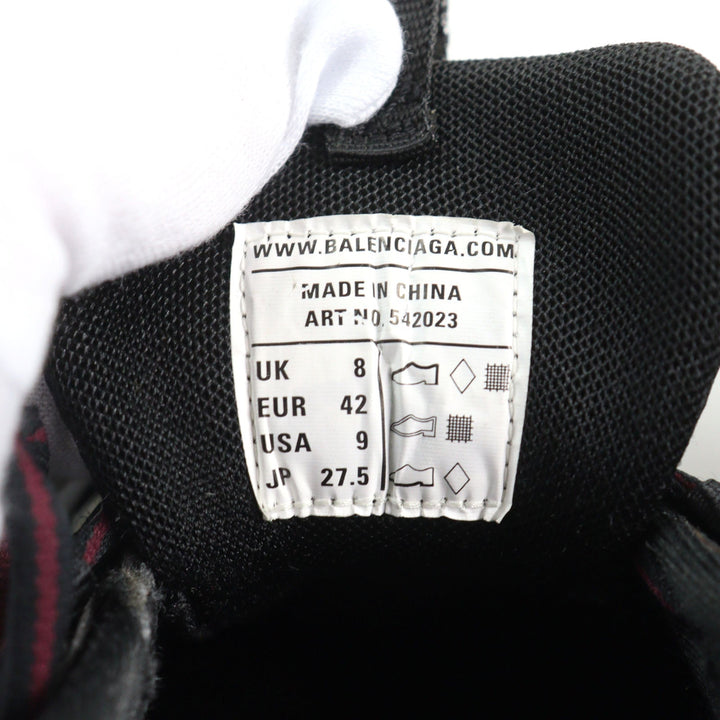 WWW.BALENCIAGA.COM
MADE IN CHINA
ART NO. 542023
UK 8
EUR 42
USA 9
JP 27.5